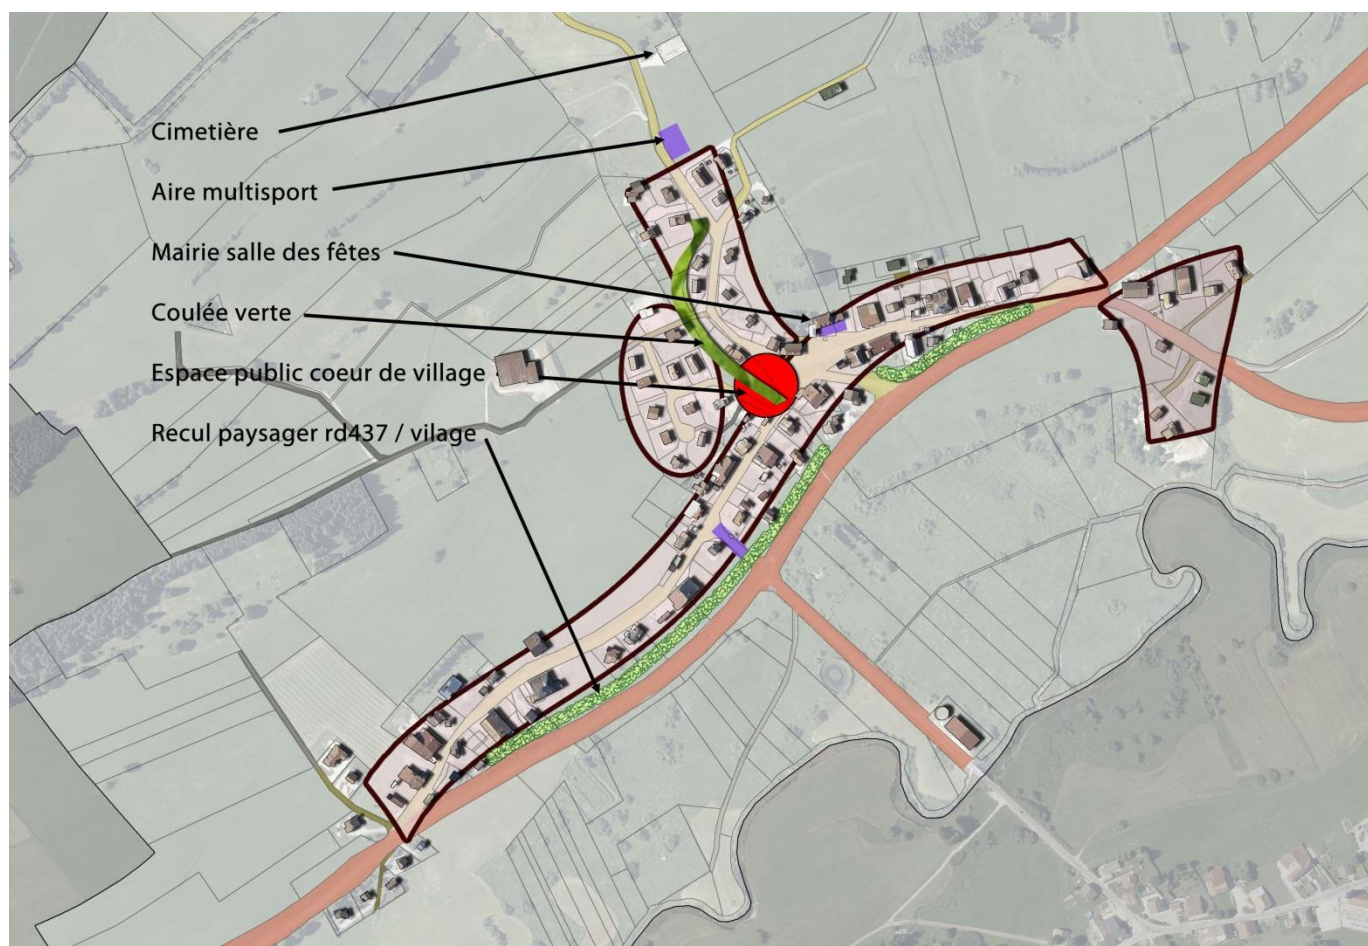 Cimetière
Aire multisport
Mairie salle des fêtes
Coulée verte
Espace public coeur de village
Recul paysager rd437 / vilage